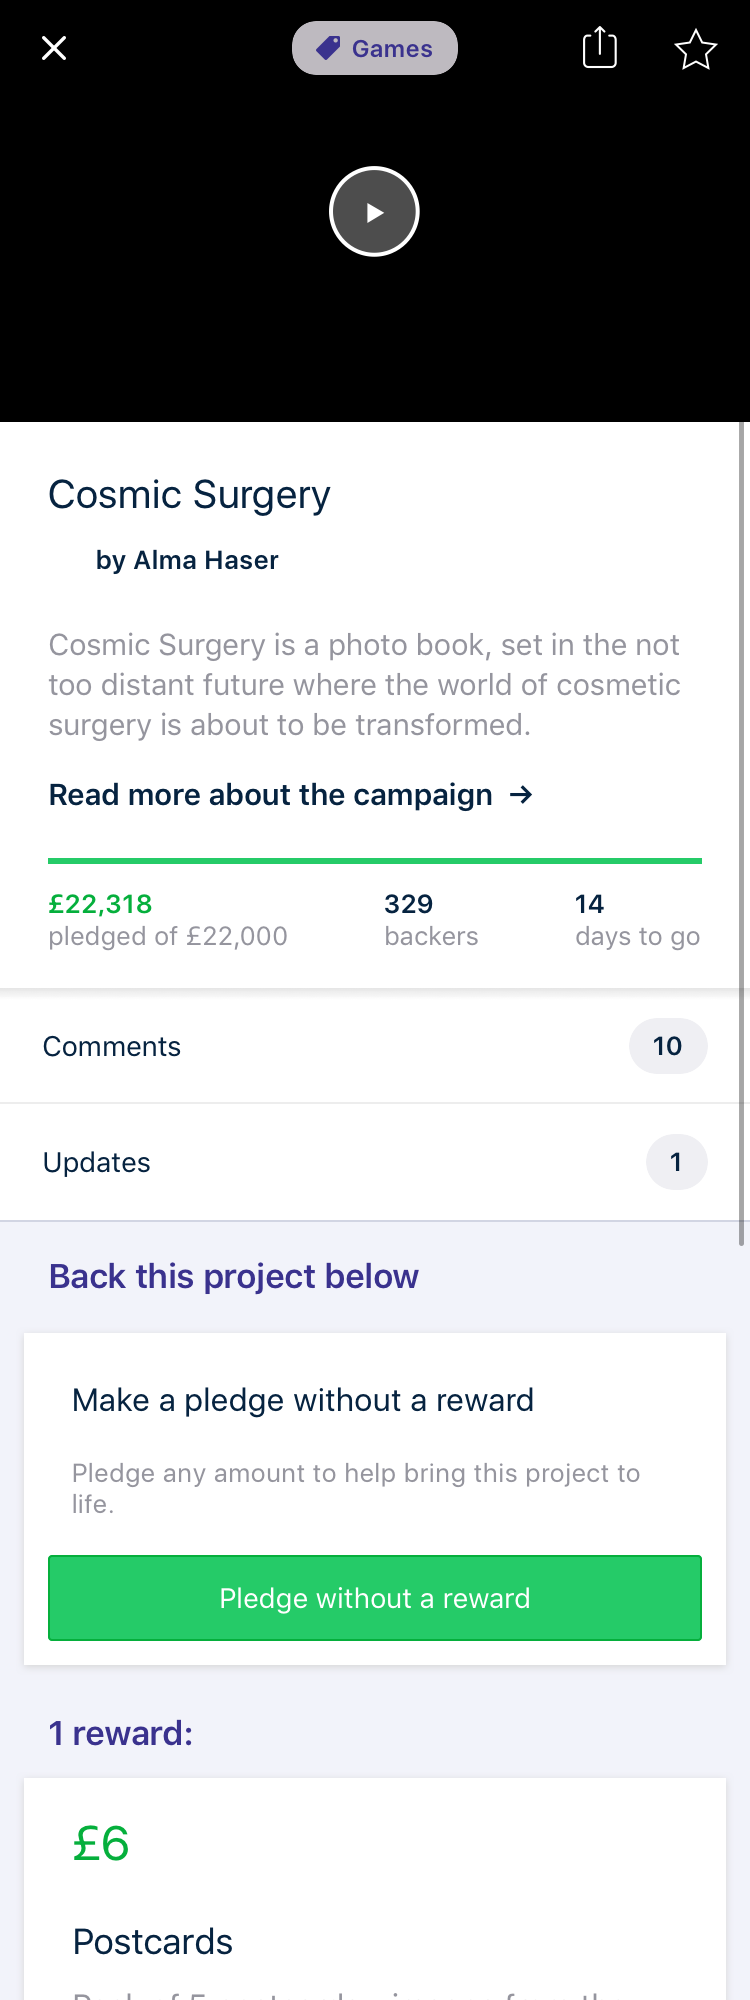 Games
Cosmic Surgery
by Alma Haser
Cosmic Surgery is a photo book, set in the not
too distant future where the world of cosmetic
surgery is about to be transformed.
Read more about the campaign →
£22,318 329 14
pledged of £22,000 backers days to go
Comments 10
Updates 1
Back this project below
Make a pledge without a reward
Pledge any amount to help bring this project to
life.
Pledge without a reward
1 reward:
£6
Postcards